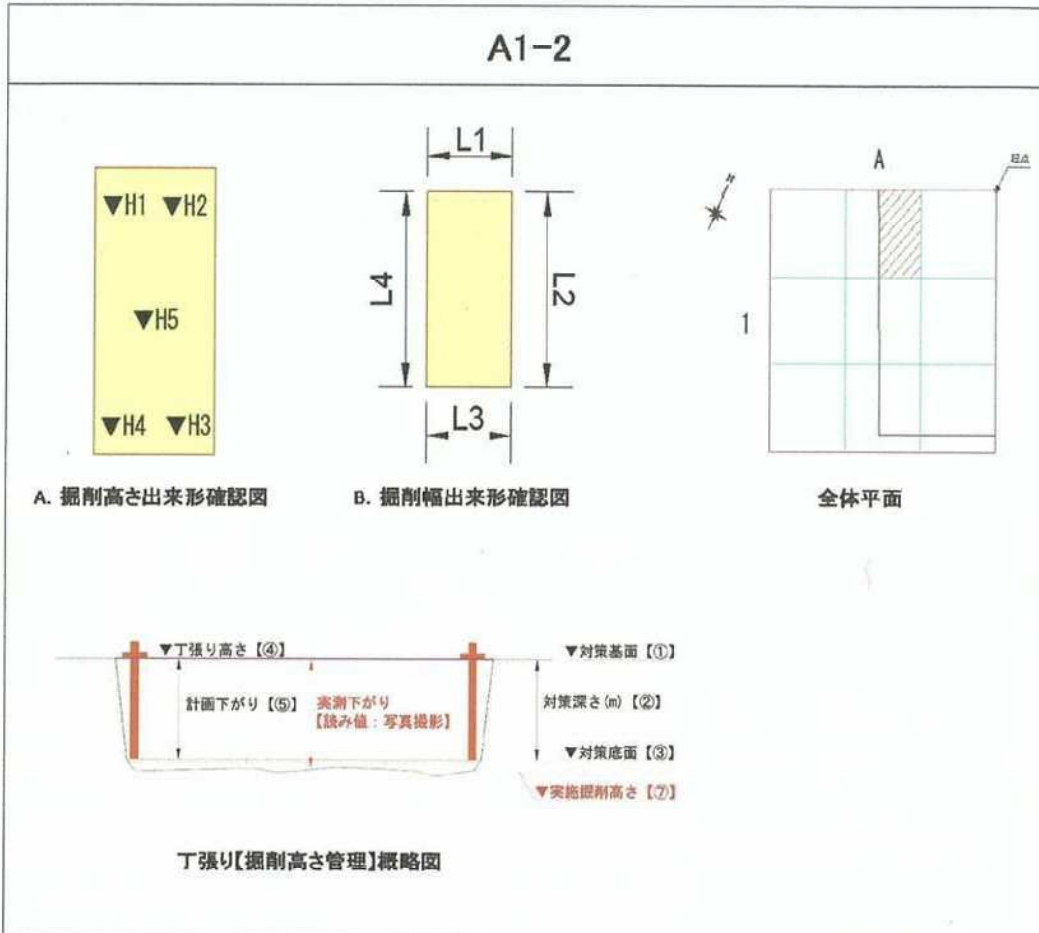 A1-2
▼H1 ▼H2
▼H5
▼H4 ▼H3
A. 掘削高さ出来形確認図
L1
L4
L2
L3
B. 掘削幅出来形確認図
A
起点
N
1
全体平面
▼丁張り高さ【④】
▼対策基面【①】
計画下がり【⑤】
実測下がり
【読み値：写真撮影】
対策深さ(m)【②】
▼対策底面【③】
▼実施掘削高さ【⑦】
丁張り【掘削高さ管理】概略図